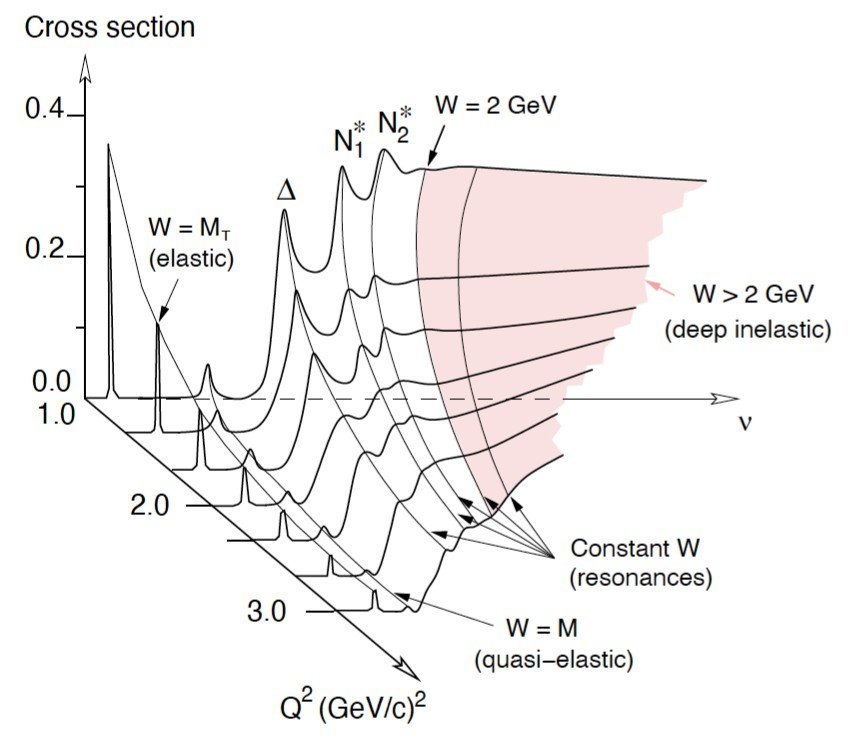 Cross section
0.4
0.2
0.0
1.0
2.0
3.0
W = M_T
(elastic)
Δ
N₁*
N₂*
W = 2 GeV
W > 2 GeV
(deep inelastic)
ν
Constant W
(resonances)
W = M
(quasi–elastic)
Q² (GeV/c)²